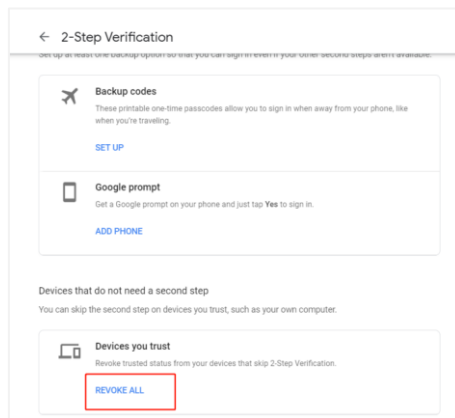 2-Step Verification
Set up at least one backup option so that you can sign in even if your other second steps aren't available.
Backup codes
These printable one-time passcodes allow you to sign in when away from your phone, like
when you're traveling.
SET UP
Google prompt
Get a Google prompt on your phone and just tap Yes to sign in.
ADD PHONE
Devices that do not need a second step
You can skip the second step on devices you trust, such as your own computer.
Devices you trust
Revoke trusted status from your devices that skip 2-Step Verification.
REVOKE ALL